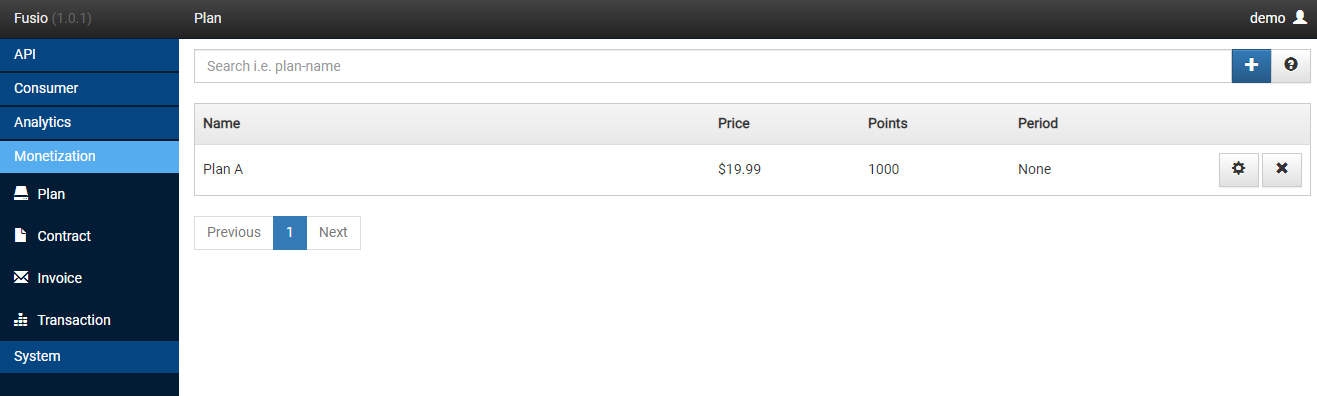 Fusio (1.0.1)
Plan
demo
API
Consumer
Analytics
Monetization
Plan
Contract
Invoice
Transaction
System
Search i.e. plan-name
Name Price Points Period
Plan A $19.99 1000 None
Previous 1 Next